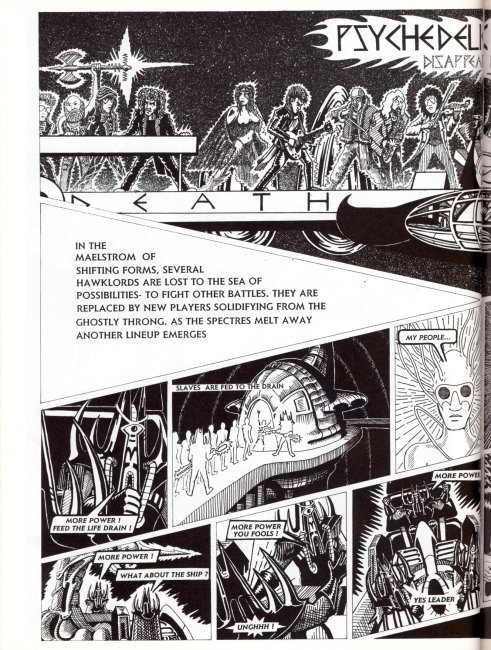 PSYCHEDELIC
DISAPPEA
DEATH
IN THE
MAELSTROM OF
SHIFTING FORMS, SEVERAL
HAWKLORDS ARE LOST TO THE SEA OF
POSSIBILITIES- TO FIGHT OTHER BATTLES. THEY ARE
REPLACED BY NEW PLAYERS SOLIDIFYING FROM THE
GHOSTLY THRONG. AS THE SPECTRES MELT AWAY
ANOTHER LINEUP EMERGES
MORE POWER !
FEED THE LIFE DRAIN !
SLAVES ARE FED TO THE DRAIN
MY PEOPLE...
MORE POWER !
WHAT ABOUT THE SHIP ?
MORE POWER
YOU FOOLS !
UNGHHH !
MORE POWE
YES LEADER